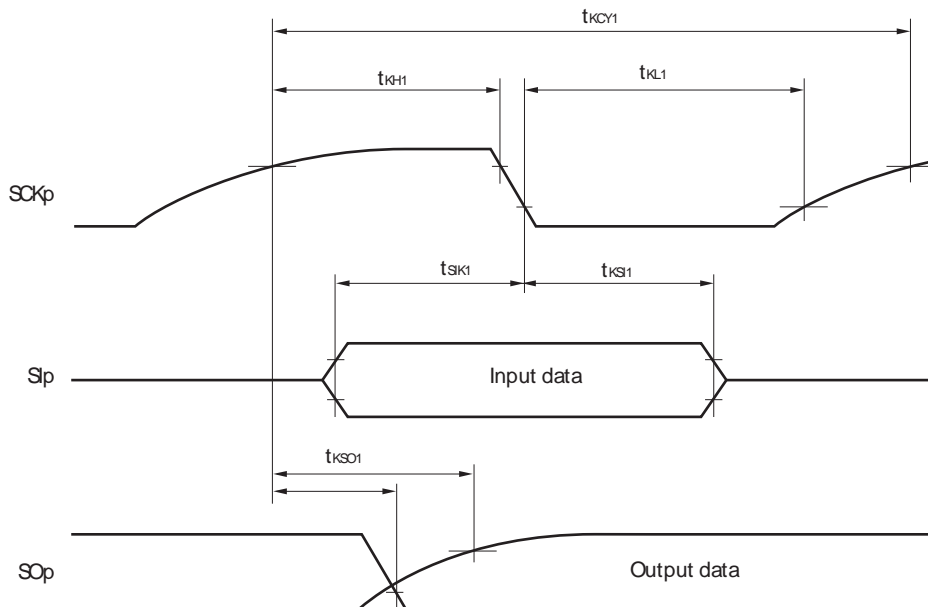 tKCY1
tKH1
tKL1
SCKp
tSIK1
tKSI1
SIp
Input data
tKSO1
SOp
Output data